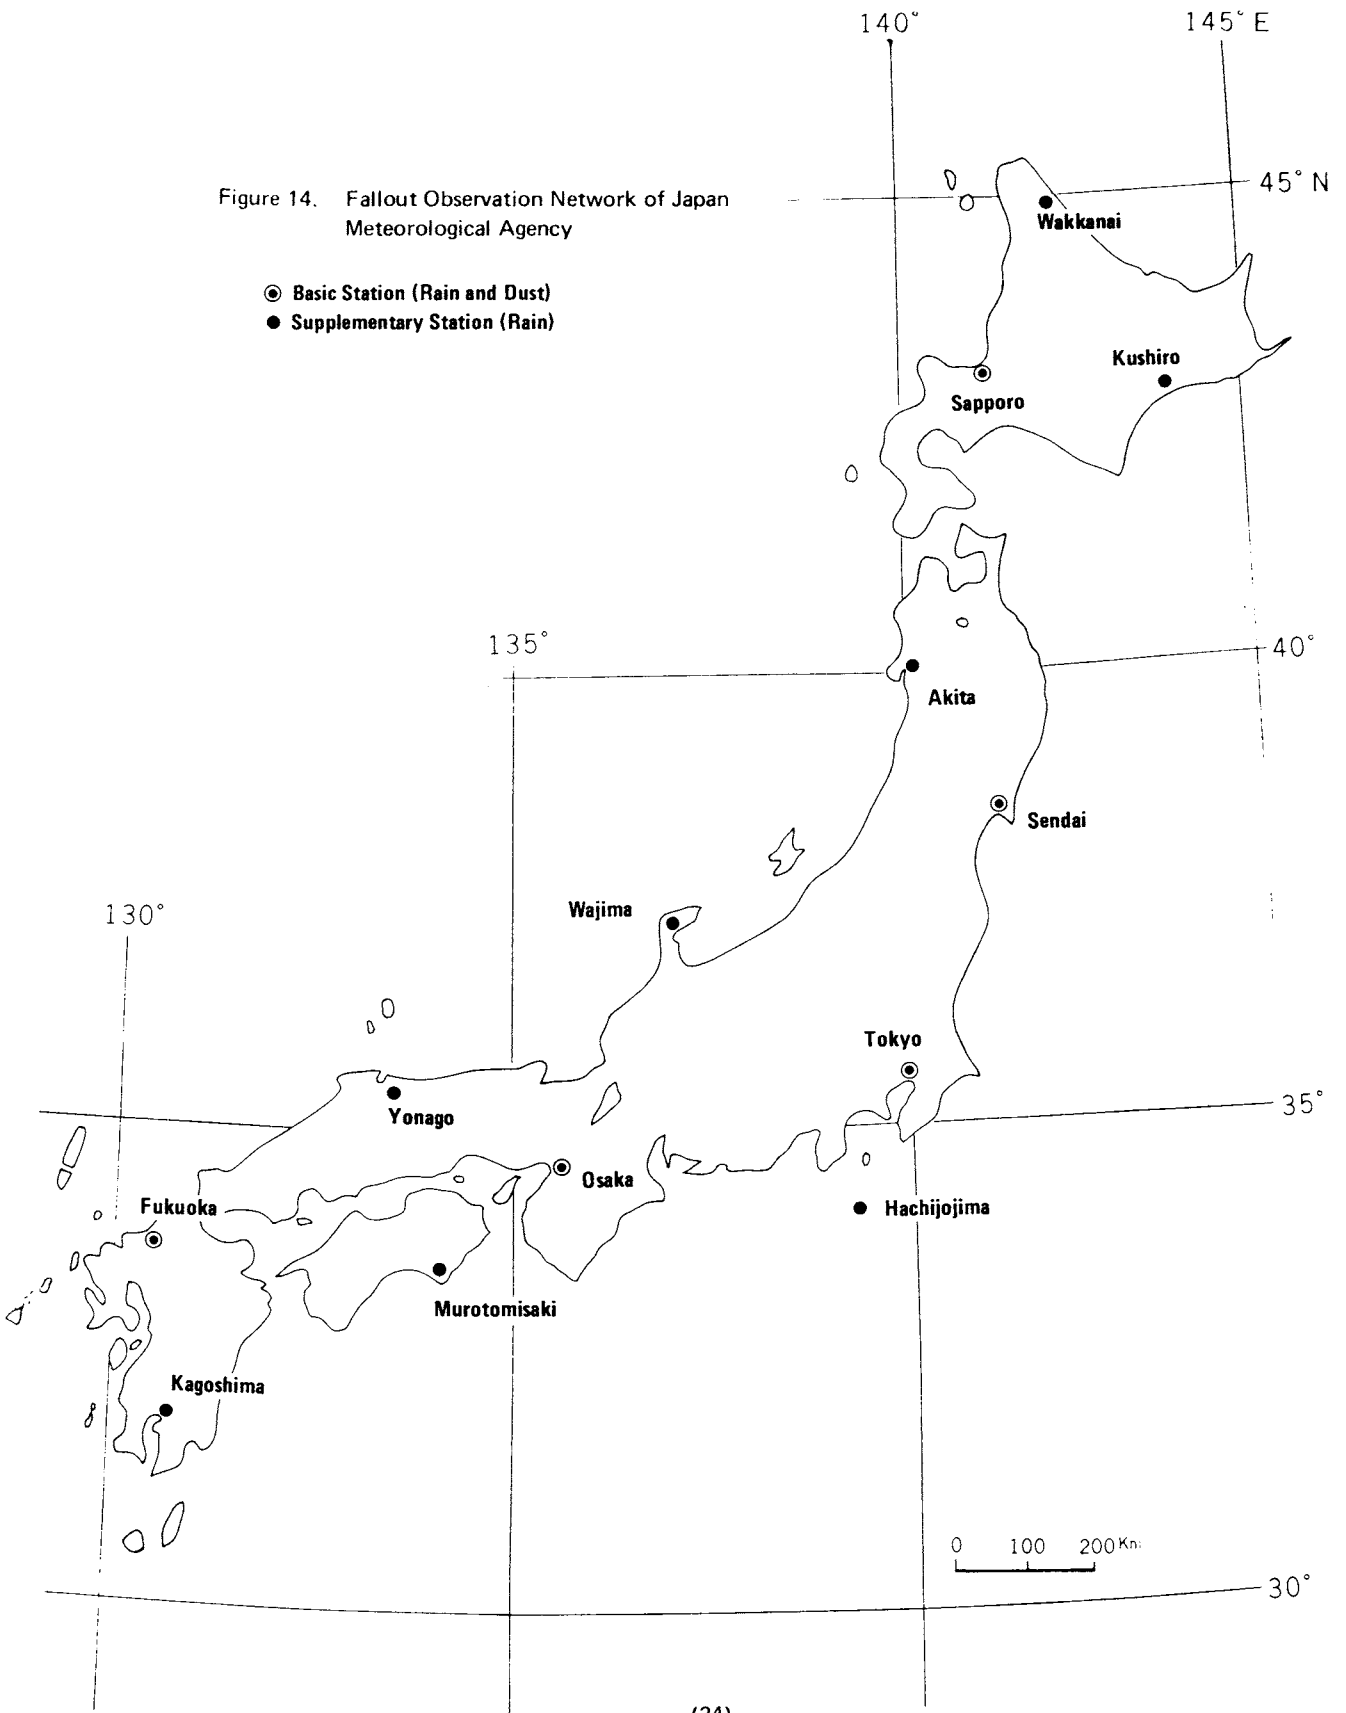 140° 145° E
Figure 14. Fallout Observation Network of Japan
Meteorological Agency
45° N
Wakkanai
Basic Station (Rain and Dust)
Supplementary Station (Rain)
Kushiro
Sapporo
135°
40°
Akita
Sendai
Wajima
130°
Tokyo
Yonago
35°
Osaka
Fukuoka
Hachijojima
Murotomisaki
Kagoshima
0 100 200
30°